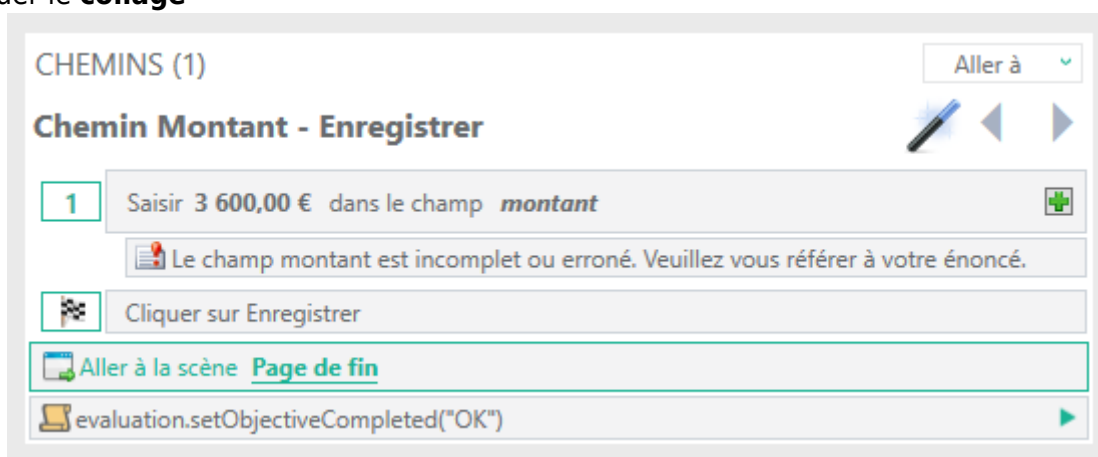 collage
CHEMINS (1)
Aller à
Chemin Montant - Enregistrer
1 Saisir 3 600,00 € dans le champ montant
Le champ montant est incomplet ou erroné. Veuillez vous référer à votre énoncé.
Cliquer sur Enregistrer
Aller à la scène Page de fin
evaluation.setObjectiveCompleted("OK")